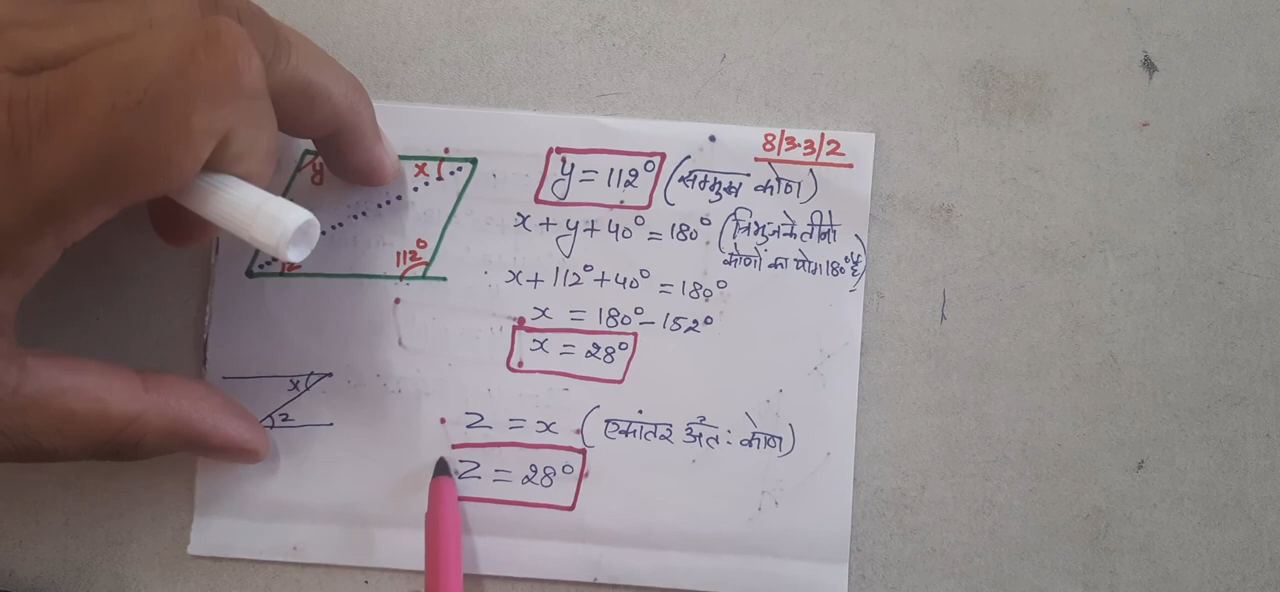 8/3.3/2
y
x
z
112°
y = 112° (सम्मुख कोण)
x + y + 40° = 180° (त्रिभुज के तीनो
कोणों का योग 180° है)
x + 112° + 40° = 180°
x = 180° - 152°
x = 28°
x
z
z = x (एकांतर अंतः कोण)
z = 28°